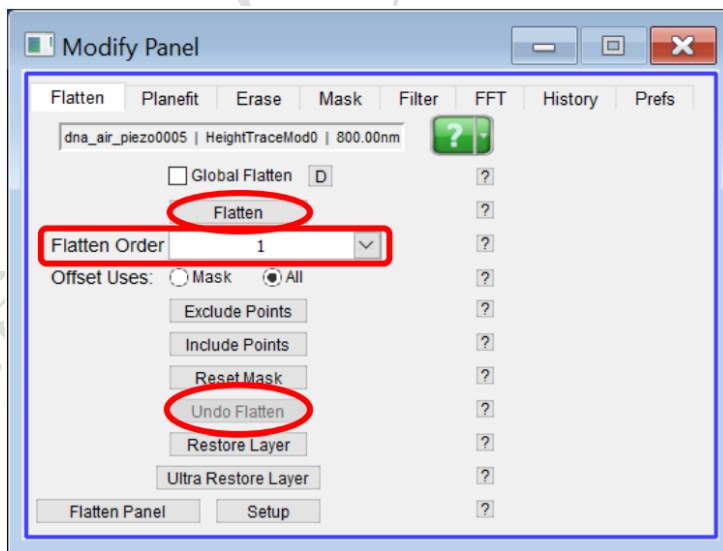 Modify Panel
Flatten Planefit Erase Mask Filter FFT History Prefs
dna_air_piezo0005 | HeightTraceMod0 | 800.00nm ?
Global Flatten D ?
Flatten ?
Flatten Order 1 ?
Offset Uses: Mask All ?
Exclude Points ?
Include Points ?
Reset Mask ?
Undo Flatten ?
Restore Layer ?
Ultra Restore Layer ?
Flatten Panel Setup ?